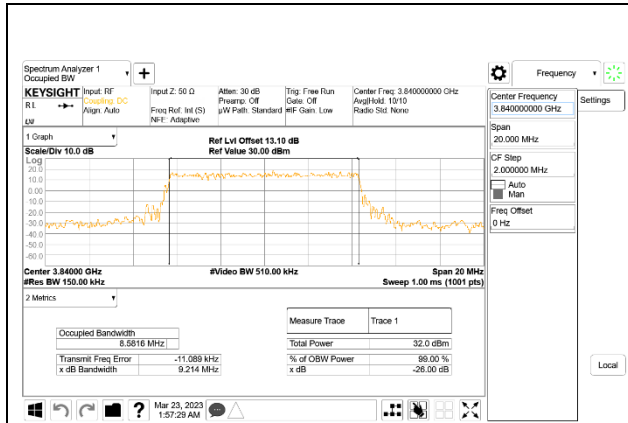 Spectrum Analyzer 1
Occupied BW
Frequency
KEYSIGHT
Input: RF
Coupling: DC
Align: Auto
Input Z: 50 Ω
Freq Ref: Int (S)
NFE: Adaptive
Atten: 30 dB
Preamp: Off
µW Path: Standard
Trig: Free Run
Gate: Off
#IF Gain: Low
Center Freq: 3.840000000 GHz
Avg|Hold: 10/10
Radio Std: None
RL
Center Frequency
3.840000000 GHz
Settings
Span
20.000 MHz
CF Step
2.000000 MHz
Auto
Man
Freq Offset
0 Hz
1 Graph
Scale/Div 10.0 dB
Ref Lvl Offset 13.10 dB
Ref Value 30.00 dBm
Log
20.0
10.0
0.00
-10.0
-20.0
-30.0
-40.0
-50.0
-60.0
Center 3.84000 GHz
#Res BW 150.00 kHz
#Video BW 510.00 kHz
Span 20 MHz
Sweep 1.00 ms (1001 pts)
2 Metrics
Occupied Bandwidth
8.5816 MHz
Transmit Freq Error -11.089 kHz
x dB Bandwidth 9.214 MHz
Measure Trace Trace 1
Total Power 32.0 dBm
% of OBW Power 99.00 %
x dB -26.00 dB
Local
Mar 23, 2023
1:57:29 AM